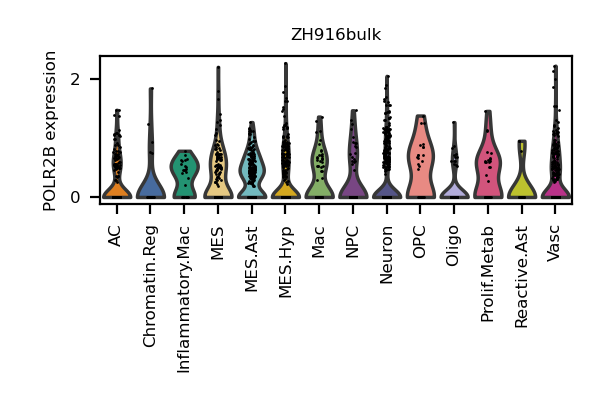 ZH916bulk
POLR2B expression
2
0
AC
Chromatin.Reg
Inflammatory.Mac
MES
MES.Ast
MES.Hyp
Mac
NPC
Neuron
OPC
Oligo
Prolif.Metab
Reactive.Ast
Vasc